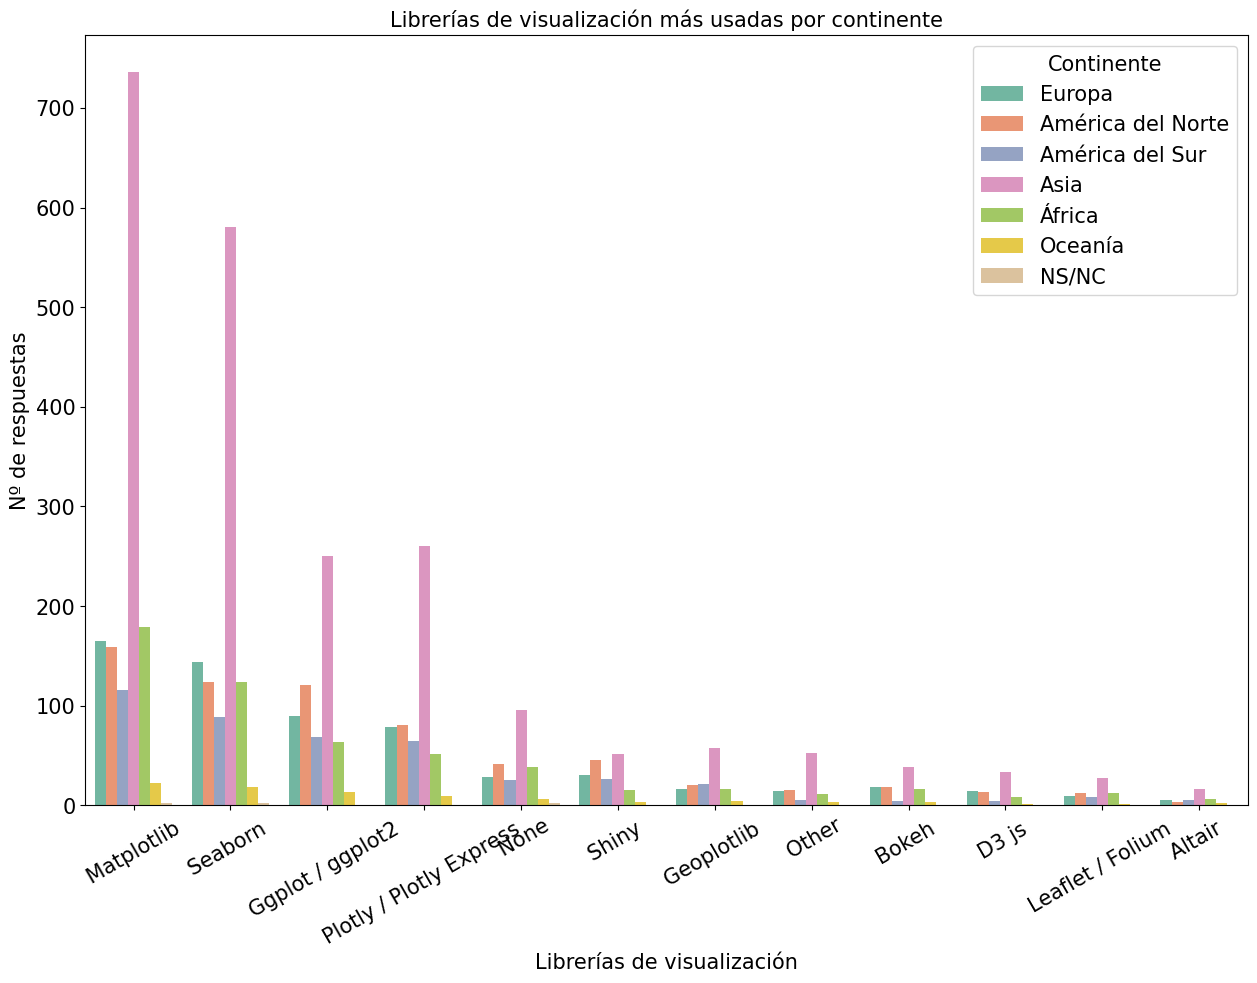 Librerías de visualización más usadas por continente
Continente
Europa
América del Norte
América del Sur
Asia
África
Oceanía
NS/NC
Nº de respuestas
700
600
500
400
300
200
100
0
Matplotlib
Seaborn
Ggplot / ggplot2
Plotly / Plotly Express
None
Shiny
Geoplotlib
Other
Bokeh
D3 js
Leaflet / Folium
Altair
Librerías de visualización